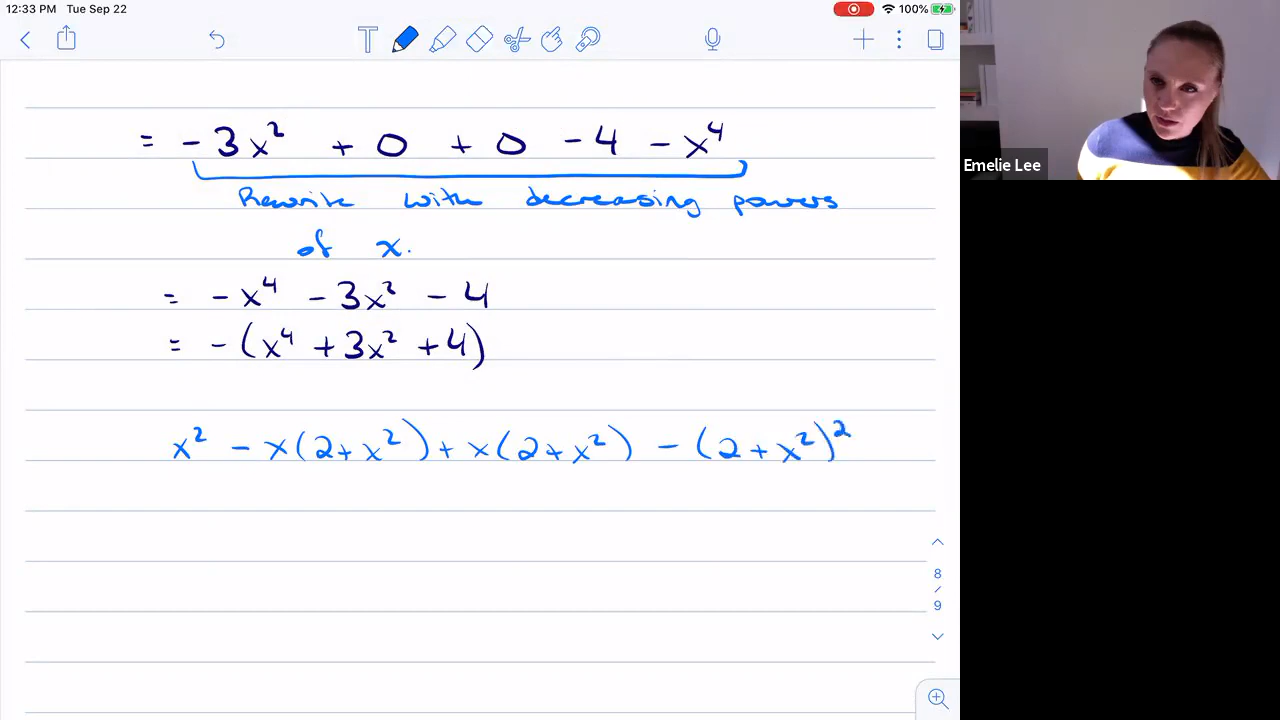 12:33 PM Tue Sep 22
100%
= -3x² + 0 + 0 - 4 - x⁴
Rewrite with decreasing powers
of x.
= -x⁴ - 3x² - 4
= -(x⁴ + 3x² + 4)
x² - x(2+x²) + x(2+x²) - (2+x²)²
8
/
9
Emelie Lee